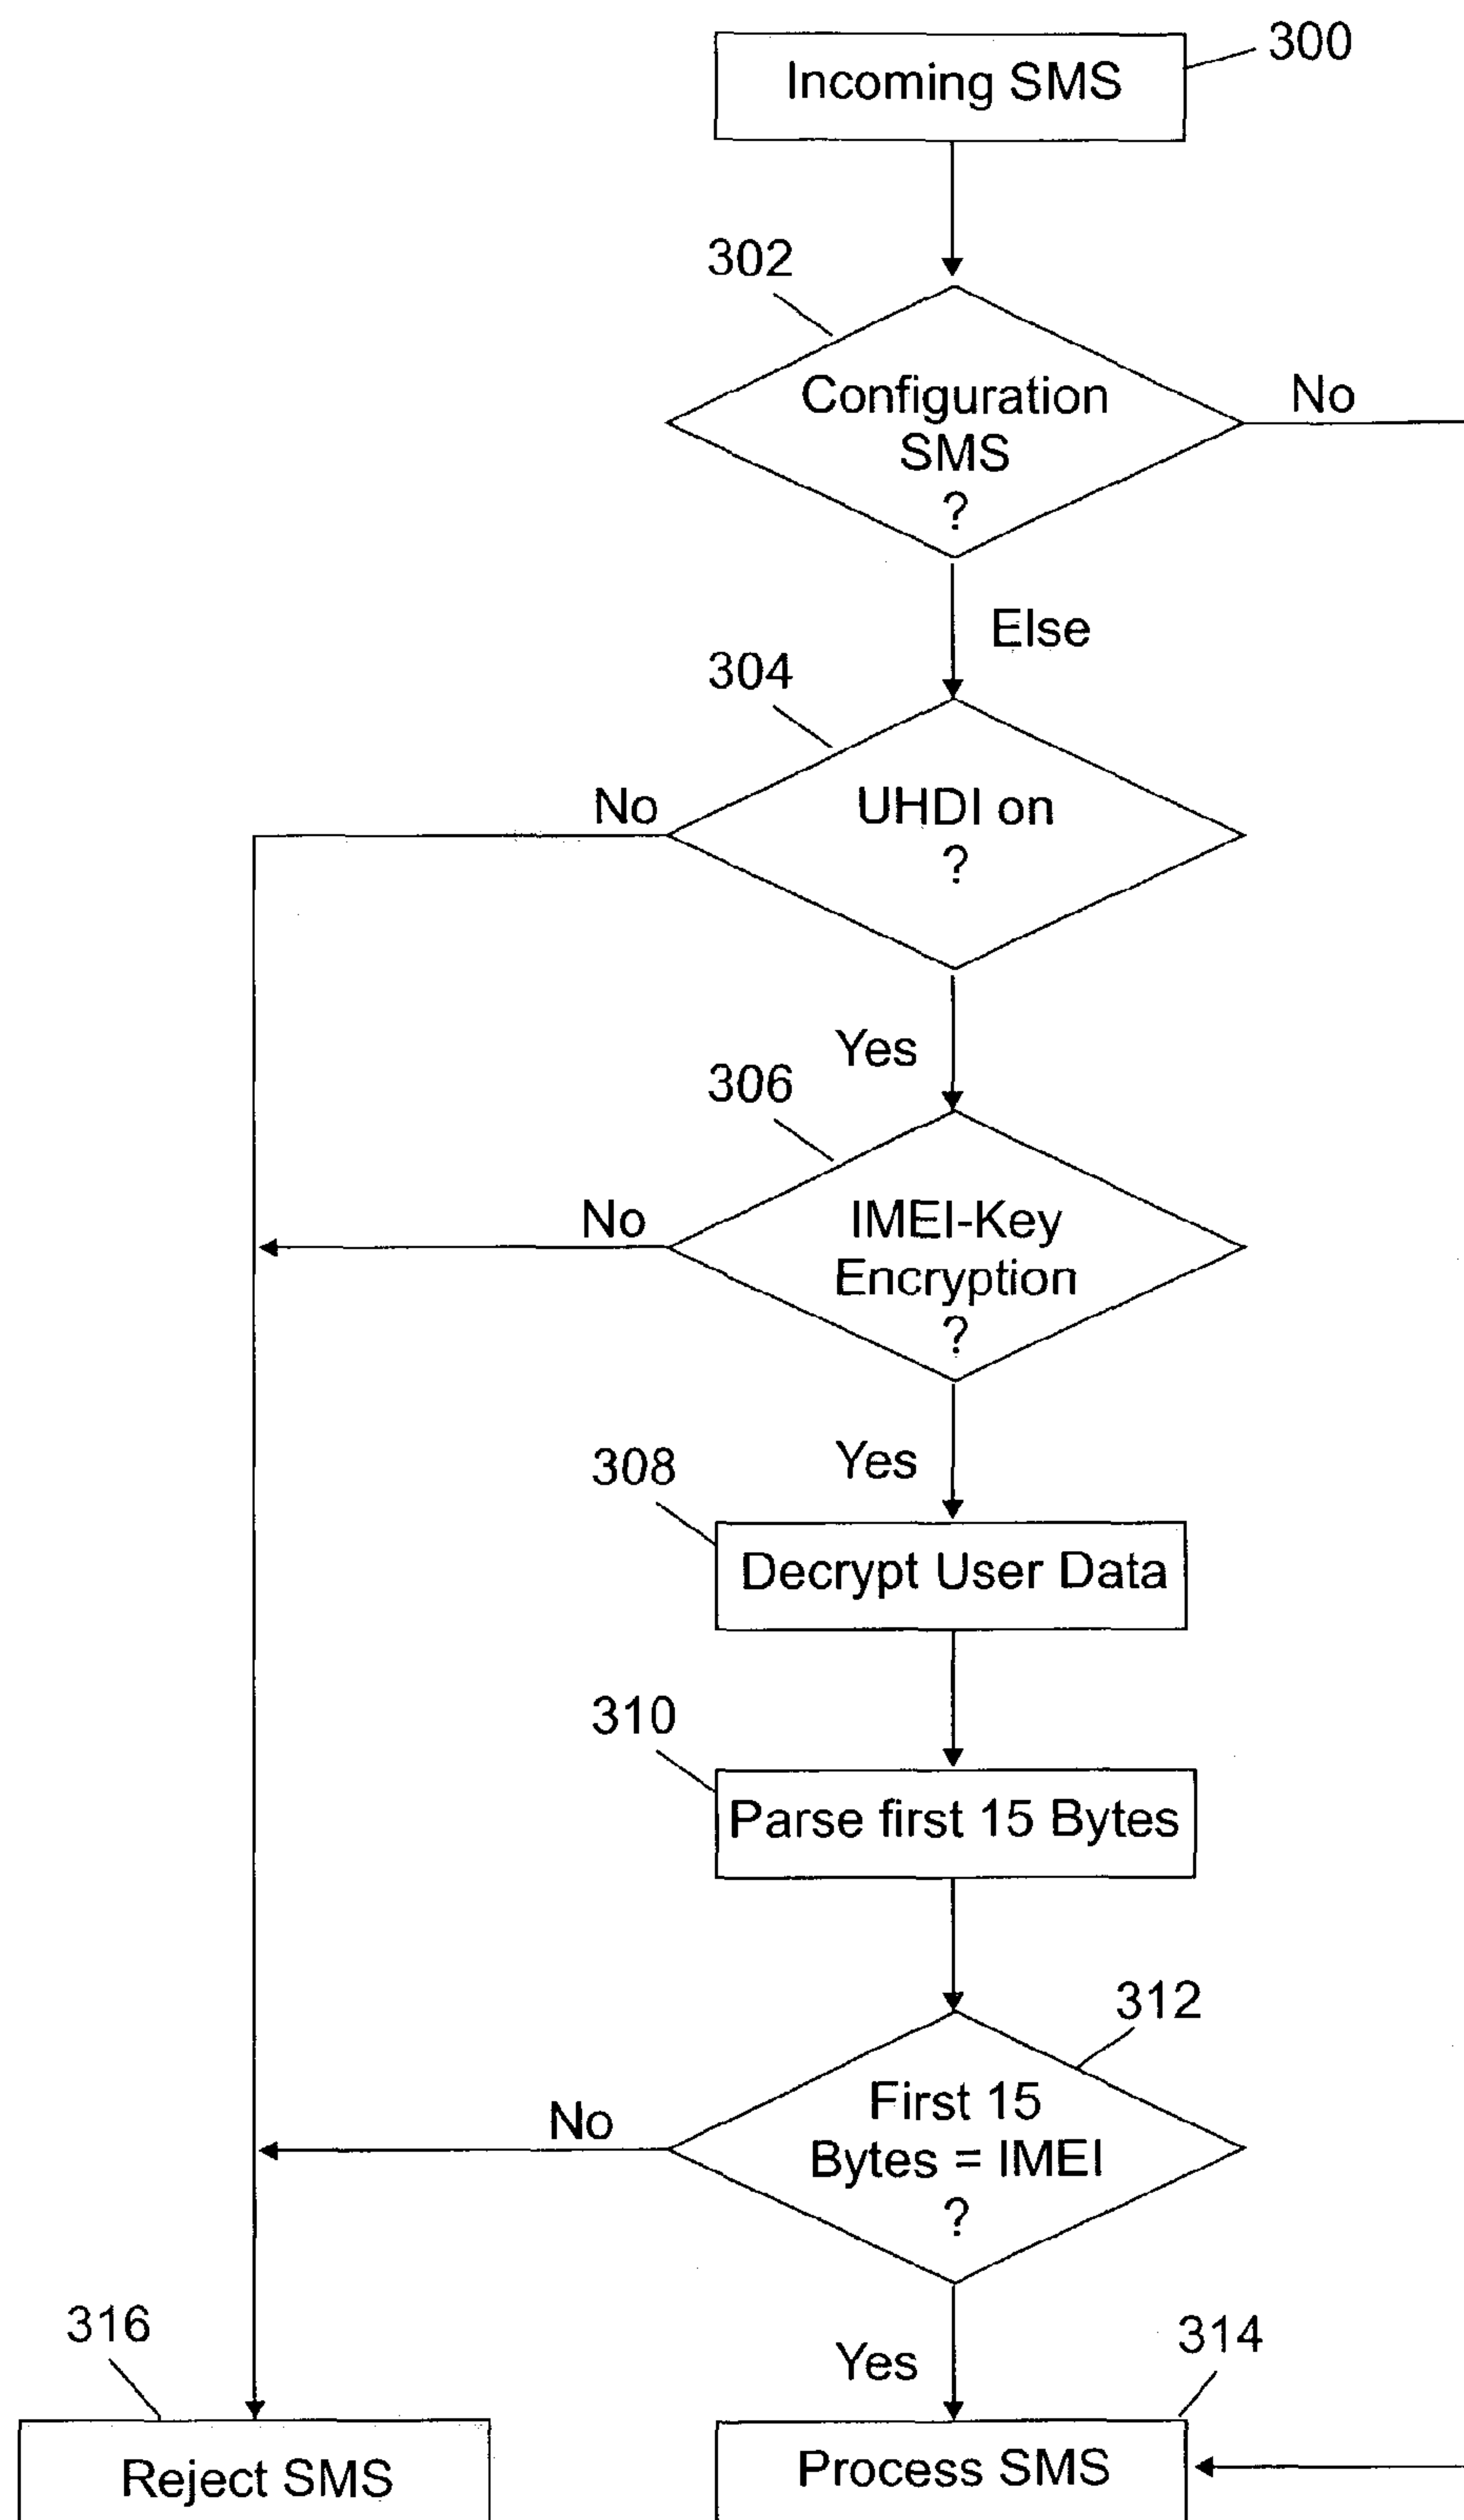 Incoming SMS
300
302
Configuration
SMS
?
No
Else
304
No
UHDI on
?
Yes
306
No
IMEI-Key
Encryption
?
Yes
308
Decrypt User Data
310
Parse first 15 Bytes
312
No
First 15
Bytes = IMEI
?
Yes
316
314
Reject SMS
Process SMS